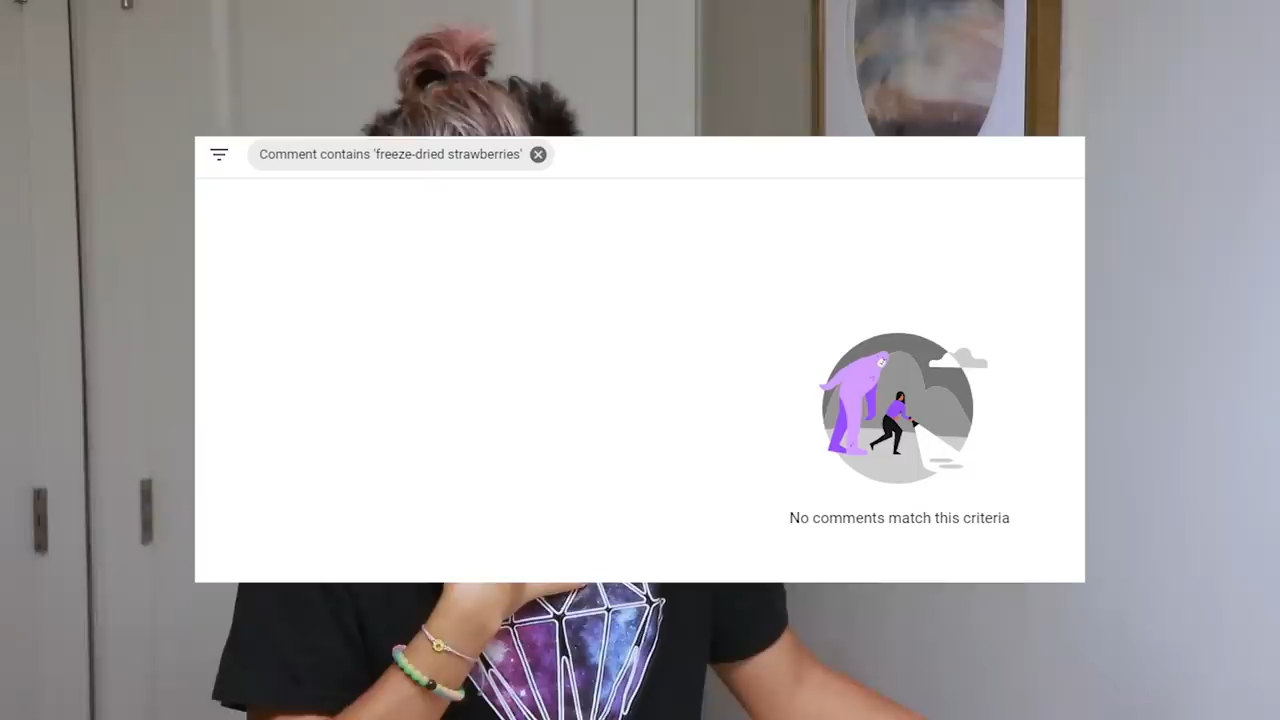 Comment contains 'freeze-dried strawberries'
No comments match this criteria